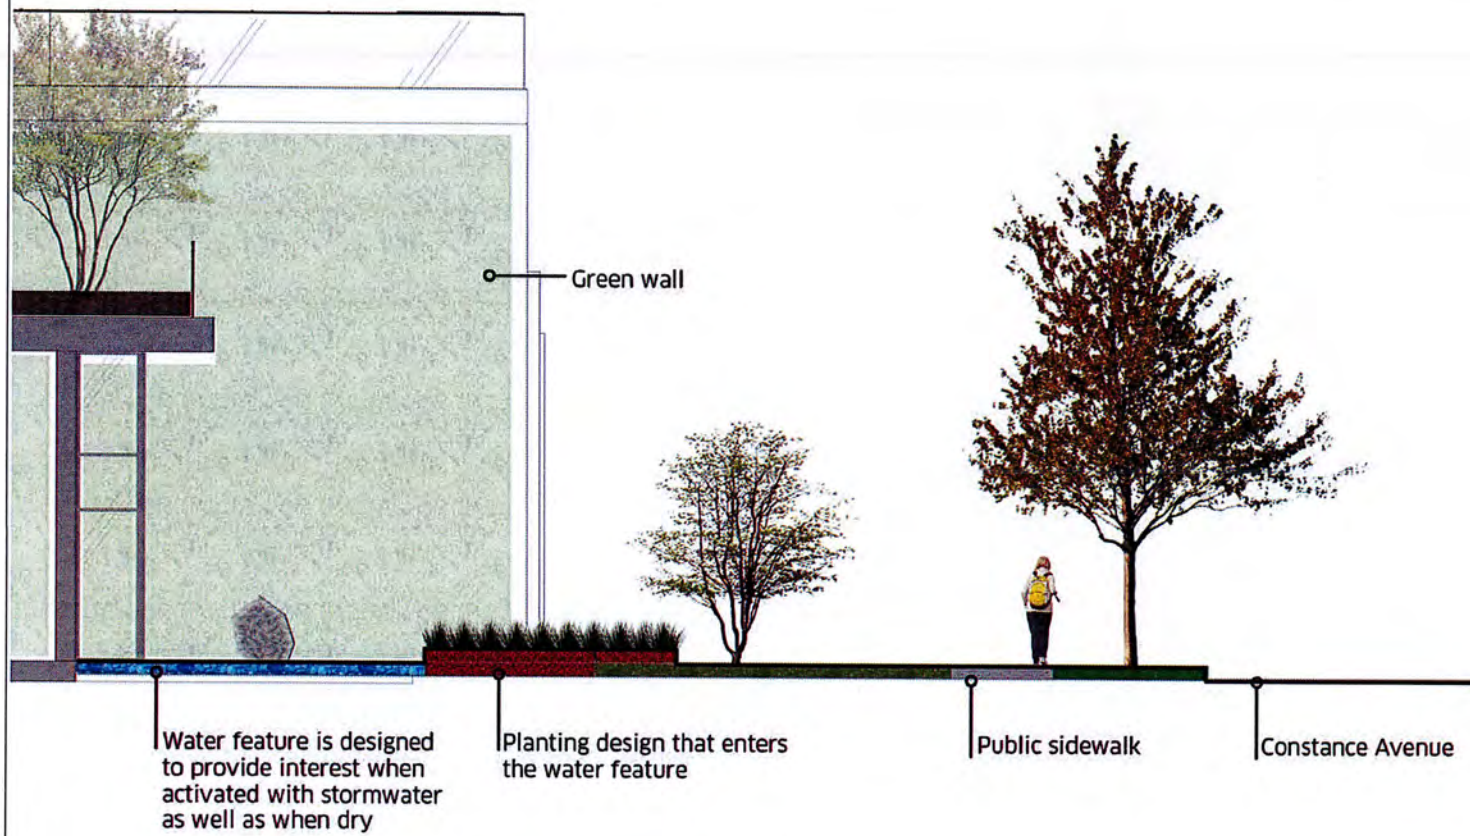 Green wall
Water feature is designed
to provide interest when
activated with stormwater
as well as when dry
Planting design that enters
the water feature
Public sidewalk
Constance Avenue